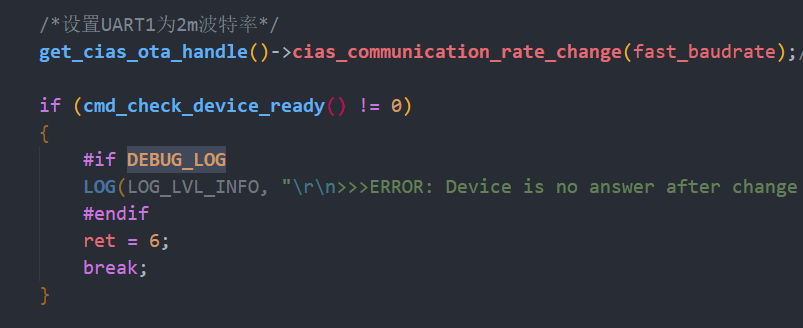 /*设置UART1为2m波特率*/
get_cias_ota_handle()->cias_communication_rate_change(fast_baudrate);/
if (cmd_check_device_ready() != 0)
{
#if DEBUG_LOG
LOG(LOG_LVL_INFO, "\r\n>>>ERROR: Device is no answer after change
#endif
ret = 6;
break;
}